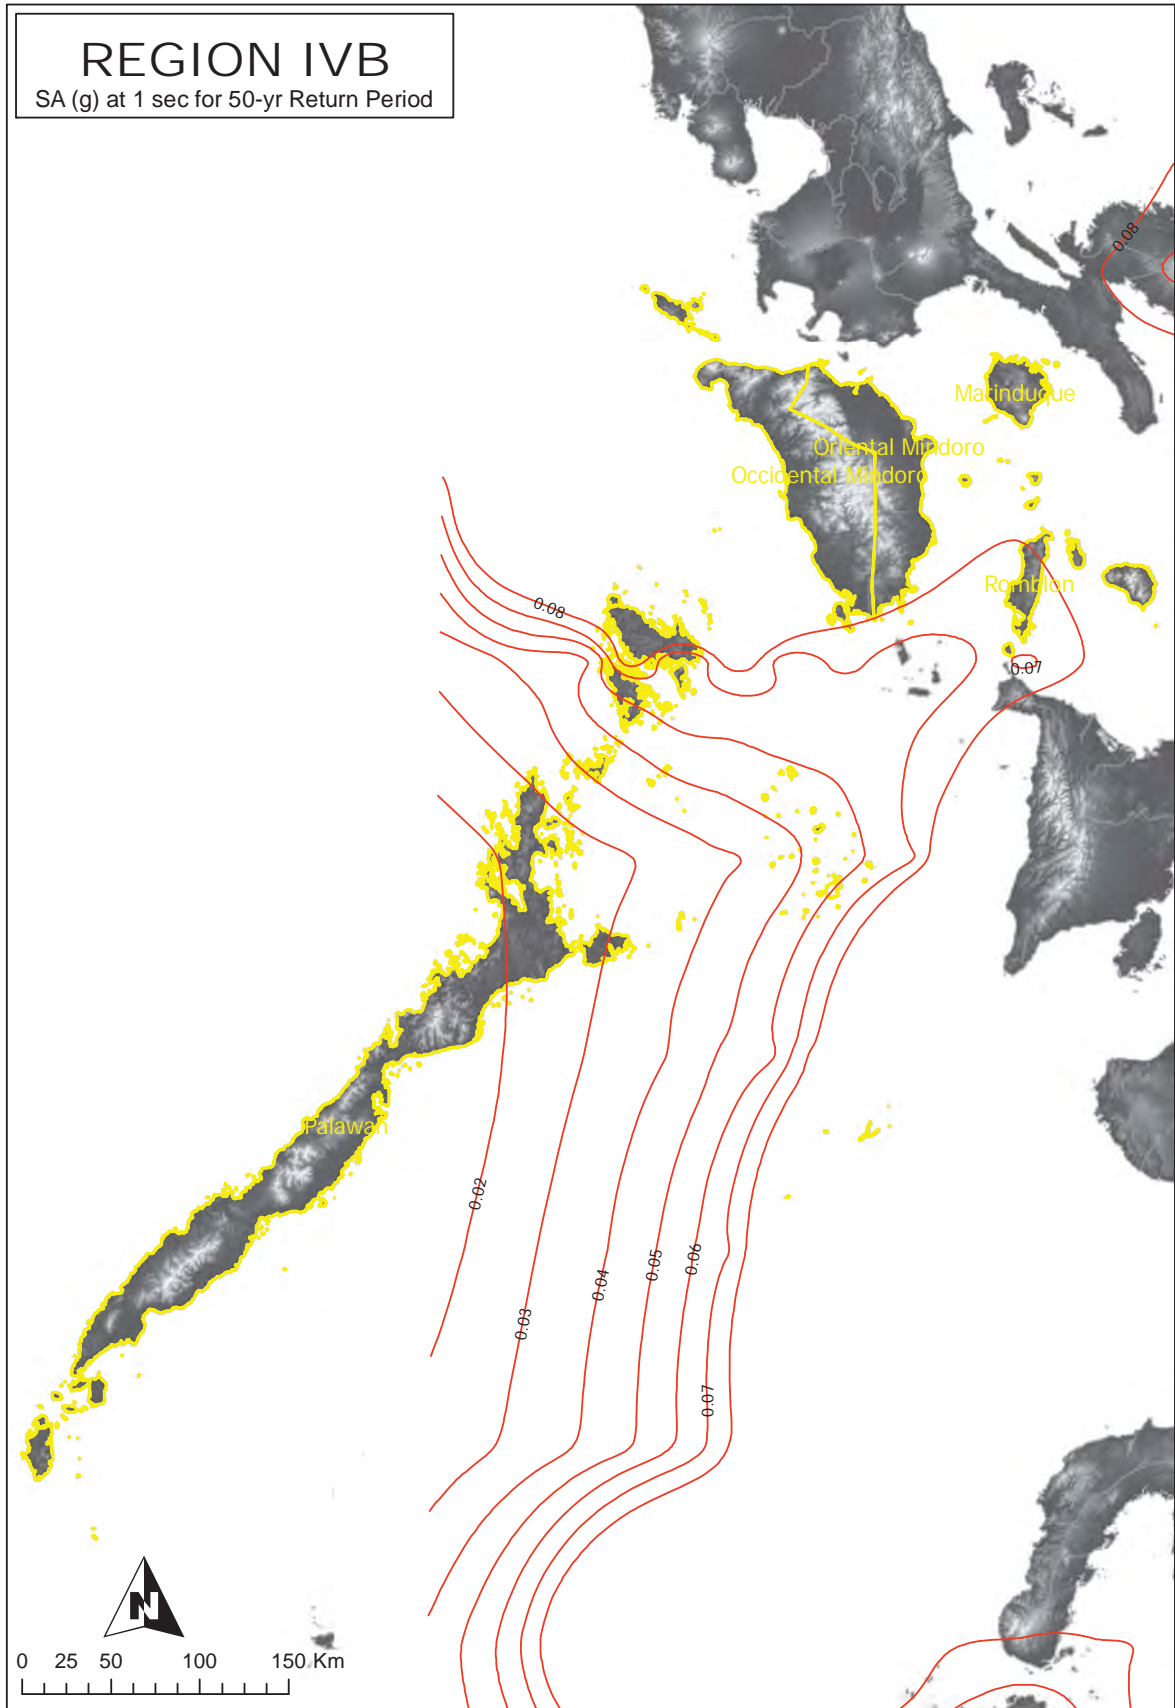 REGION IVB
SA (g) at 1 sec for 50-yr Return Period
0.08
Marinduque
Oriental Mindoro
Occidental Mindoro
Romblon
0.08
0.07
Palawan
0.02
0.03
0.04
0.05
0.06
0.07
N
0 25 50 100 150 Km